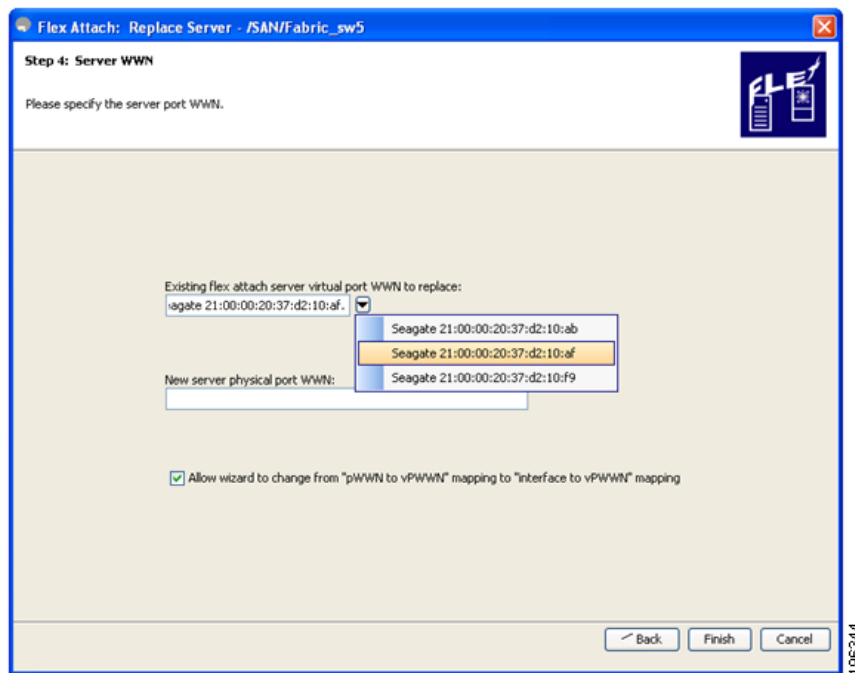 Flex Attach: Replace Server - /SAN/Fabric_sw5
Step 4: Server WWN
Please specify the server port WWN.
FLEX
Existing flex attach server virtual port WWN to replace:
agate 21:00:00:20:37:d2:10:af.
Seagate 21:00:00:20:37:d2:10:ab
Seagate 21:00:00:20:37:d2:10:af
Seagate 21:00:00:20:37:d2:10:f9
New server physical port WWN:
Allow wizard to change from "pWWN to vPWWN" mapping to "interface to vPWWN" mapping
Back
Finish
Cancel
196344